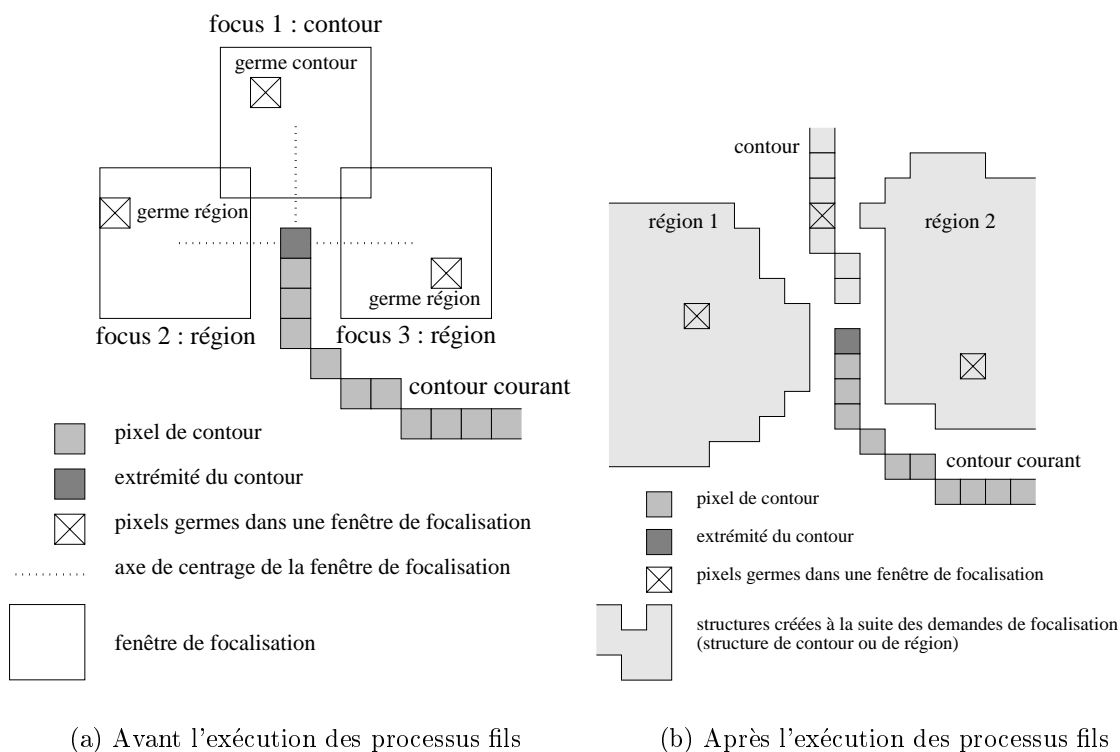 focus 1 : contour
germe contour
germe région
germe région
focus 2 : région
focus 3 : région
contour courant
pixel de contour
extrémité du contour
pixels germes dans une fenêtre de focalisation
axe de centrage de la fenêtre de focalisation
fenêtre de focalisation
(a) Avant l'exécution des processus fils
contour
région 1
région 2
contour courant
pixel de contour
extrémité du contour
pixels germes dans une fenêtre de focalisation
structures créées à la suite des demandes de focalisation
(structure de contour ou de région)
(b) Après l'exécution des processus fils